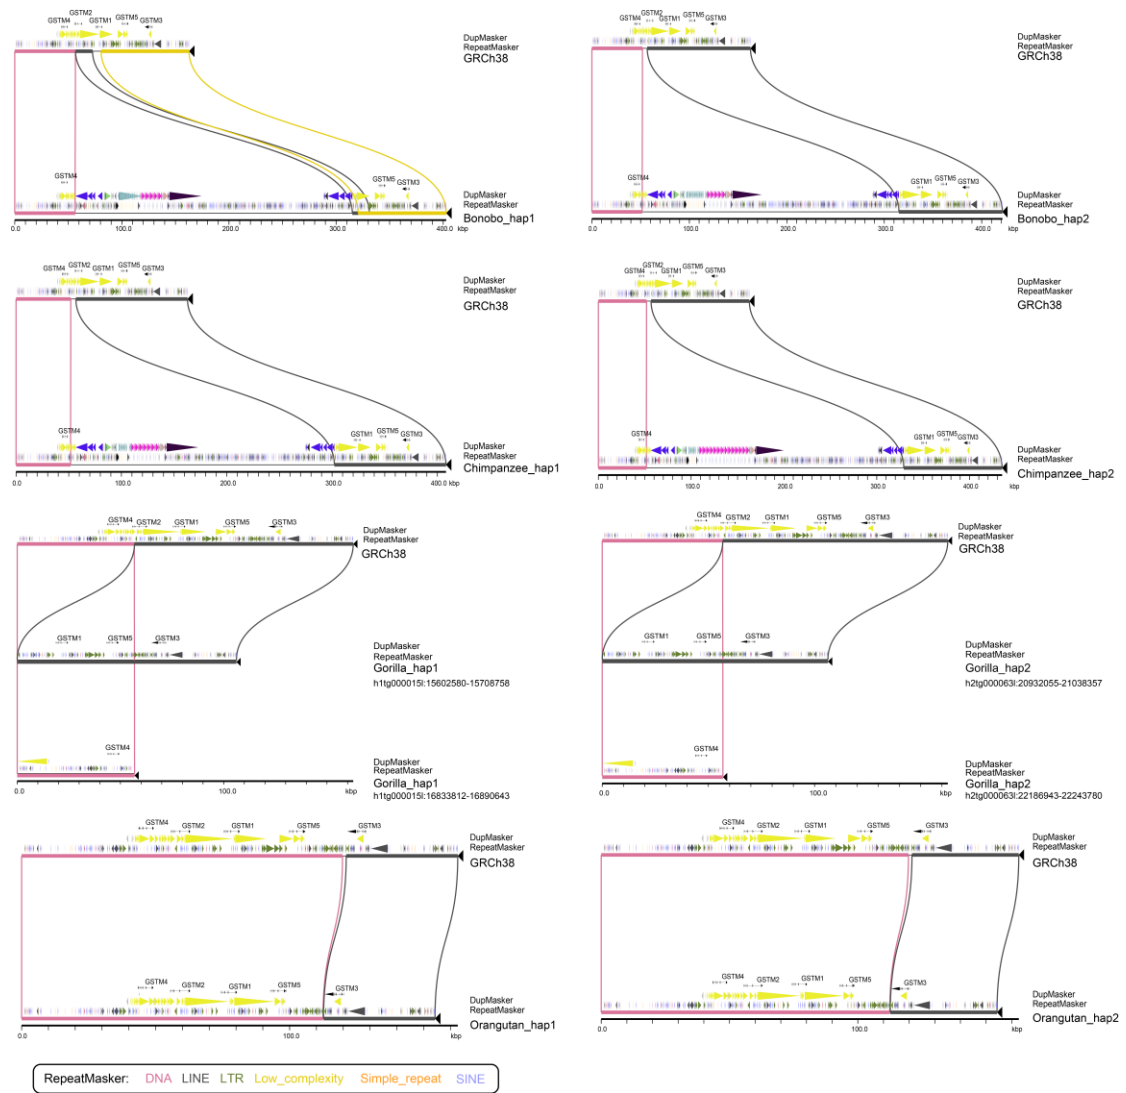 GSTM2
GSTM4 GSTM1 GSTM5 GSTM3
DupMasker
RepeatMasker
GRCh38
GSTM4
GSTM5
GSTM3
DupMasker
RepeatMasker
Bonobo_hap1
0.0 100.0 200.0 300.0 400.0 kbp
GSTM2
GSTM4 GSTM1 GSTM5 GSTM3
DupMasker
RepeatMasker
GRCh38
GSTM4
GSTM1 GSTM5 GSTM3
DupMasker
RepeatMasker
Bonobo_hap2
0.0 100.0 200.0 300.0 400.0 kbp
GSTM4 GSTM2 GSTM1 GSTM5 GSTM3
DupMasker
RepeatMasker
GRCh38
GSTM4
GSTM1 GSTM5 GSTM3
DupMasker
RepeatMasker
Chimpanzee_hap1
0.0 100.0 200.0 300.0 400.0 kbp
GSTM4 GSTM2 GSTM1 GSTM5 GSTM3
DupMasker
RepeatMasker
GRCh38
GSTM4
GSTM1 GSTM5 GSTM3
DupMasker
RepeatMasker
Chimpanzee_hap2
0.0 100.0 200.0 300.0 400.0 kbp
GSTM4 GSTM2 GSTM1 GSTM5 GSTM3
DupMasker
RepeatMasker
GRCh38
GSTM1 GSTM5 GSTM3
DupMasker
RepeatMasker
Gorilla_hap1
h1tg000015l:15602580-15708758
GSTM4
DupMasker
RepeatMasker
Gorilla_hap1
h1tg000015l:16833812-16890643
0.0 100.0 kbp
GSTM4 GSTM2 GSTM1 GSTM5 GSTM3
DupMasker
RepeatMasker
GRCh38
GSTM1 GSTM5 GSTM3
DupMasker
RepeatMasker
Gorilla_hap2
h2tg000063l:20932055-21038357
GSTM4
DupMasker
RepeatMasker
Gorilla_hap2
h2tg000063l:22186943-22243780
0.0 100.0 kbp
GSTM4 GSTM2 GSTM1 GSTM5 GSTM3
DupMasker
RepeatMasker
GRCh38
GSTM4 GSTM2 GSTM1 GSTM5 GSTM3
DupMasker
RepeatMasker
Orangutan_hap1
0.0 100.0 kbp
GSTM4 GSTM2 GSTM1 GSTM5 GSTM3
DupMasker
RepeatMasker
GRCh38
GSTM4 GSTM2 GSTM1 GSTM5 GSTM3
DupMasker
RepeatMasker
Orangutan_hap2
0.0 100.0 kbp
RepeatMasker: DNA LINE LTR Low_complexity Simple_repeat SINE